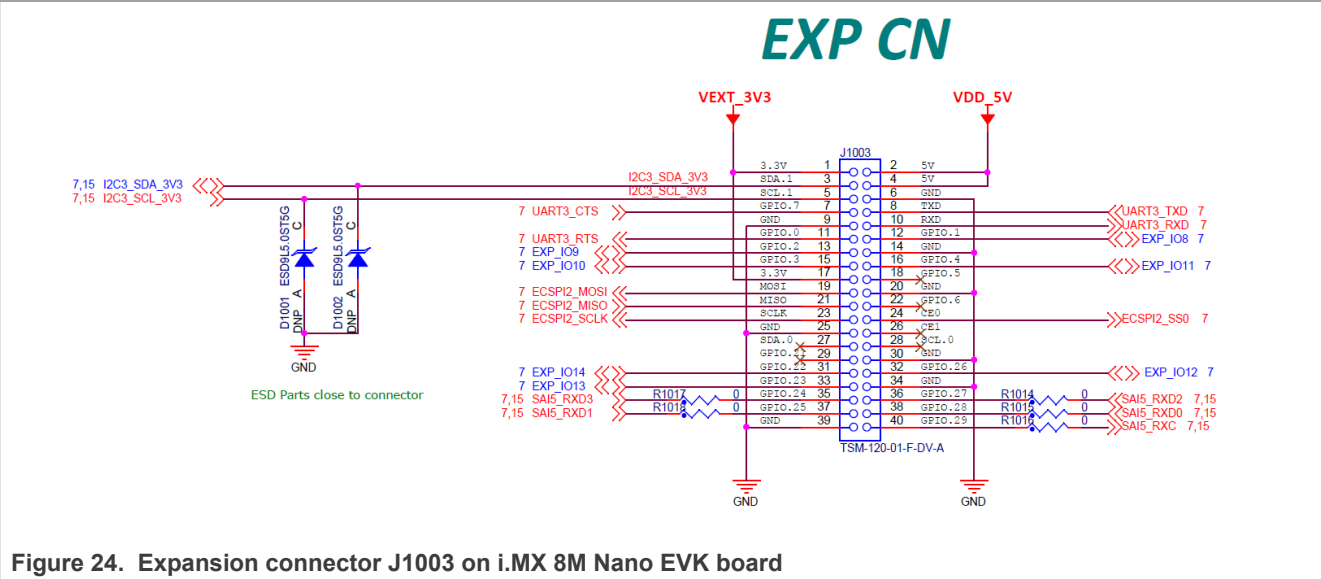 EXP CN
VEXT_3V3 VDD_5V
J1003
3.3V 1 2 5V
7,15 I2C3_SDA_3V3 I2C3_SDA_3V3 SDA.1 3 4 5V
7,15 I2C3_SCL_3V3 I2C3_SCL_3V3 SCL.1 5 6 GND
7 UART3_CTS GPIO.7 7 8 TXD UART3_TXD 7
GND 9 10 RXD UART3_RXD 7
7 UART3_RTS GPIO.0 11 12 GPIO.1 EXP_IO8 7
7 EXP_IO9 GPIO.2 13 14 GND
7 EXP_IO10 GPIO.3 15 16 GPIO.4 EXP_IO11 7
3.3V 17 18 GPIO.5
7 ECSPI2_MOSI MOSI 19 20 GND
7 ECSPI2_MISO MISO 21 22 GPIO.6
7 ECSPI2_SCLK SCLK 23 24 CE0 ECSPI2_SS0 7
GND 25 26 CE1
SDA.0 27 28 SCL.0
GPIO.21 29 30 GND
7 EXP_IO14 GPIO.22 31 32 GPIO.26 EXP_IO12 7
7 EXP_IO13 GPIO.23 33 34 GND
7,15 SAI5_RXD3 R1017 0 GPIO.24 35 36 GPIO.27 R1014 0 SAI5_RXD2 7,15
7,15 SAI5_RXD1 R1018 0 GPIO.25 37 38 GPIO.28 R1015 0 SAI5_RXD0 7,15
GND 39 40 GPIO.29 R1016 0 SAI5_RXC 7,15
TSM-120-01-F-DV-A
D1001 ESD9L5.0ST5G
DNP A C
D1002 ESD9L5.0ST5G
DNP A C
GND
ESD Parts close to connector
GND GND
Figure 24. Expansion connector J1003 on i.MX 8M Nano EVK board